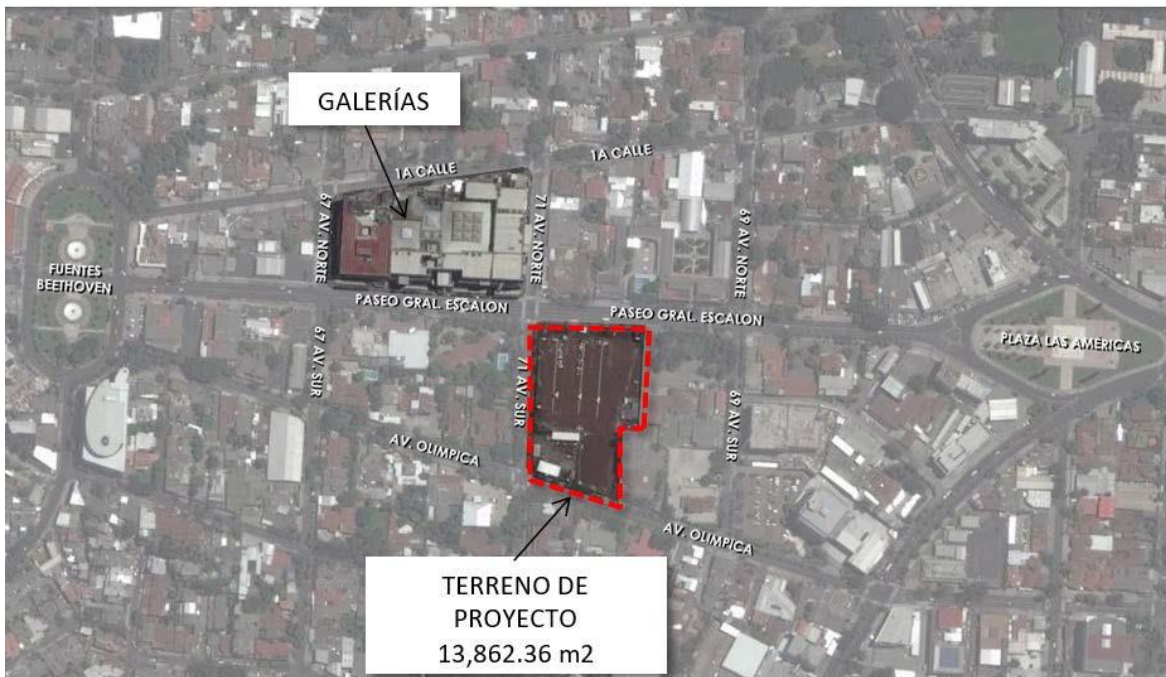 GALERÍAS
1A CALLE
1A CALLE
67 AV. NORTE
71 AV. NORTE
69 AV. NORTE
FUENTES
BEETHOVEN
PASEO GRAL. ESCALON
PASEO GRAL. ESCALON
PLAZA LAS AMÉRICAS
67 AV. SUR
71 AV. SUR
69 AV. SUR
AV. OLIMPICA
AV. OLIMPICA
TERRENO DE
PROYECTO
13,862.36 m2